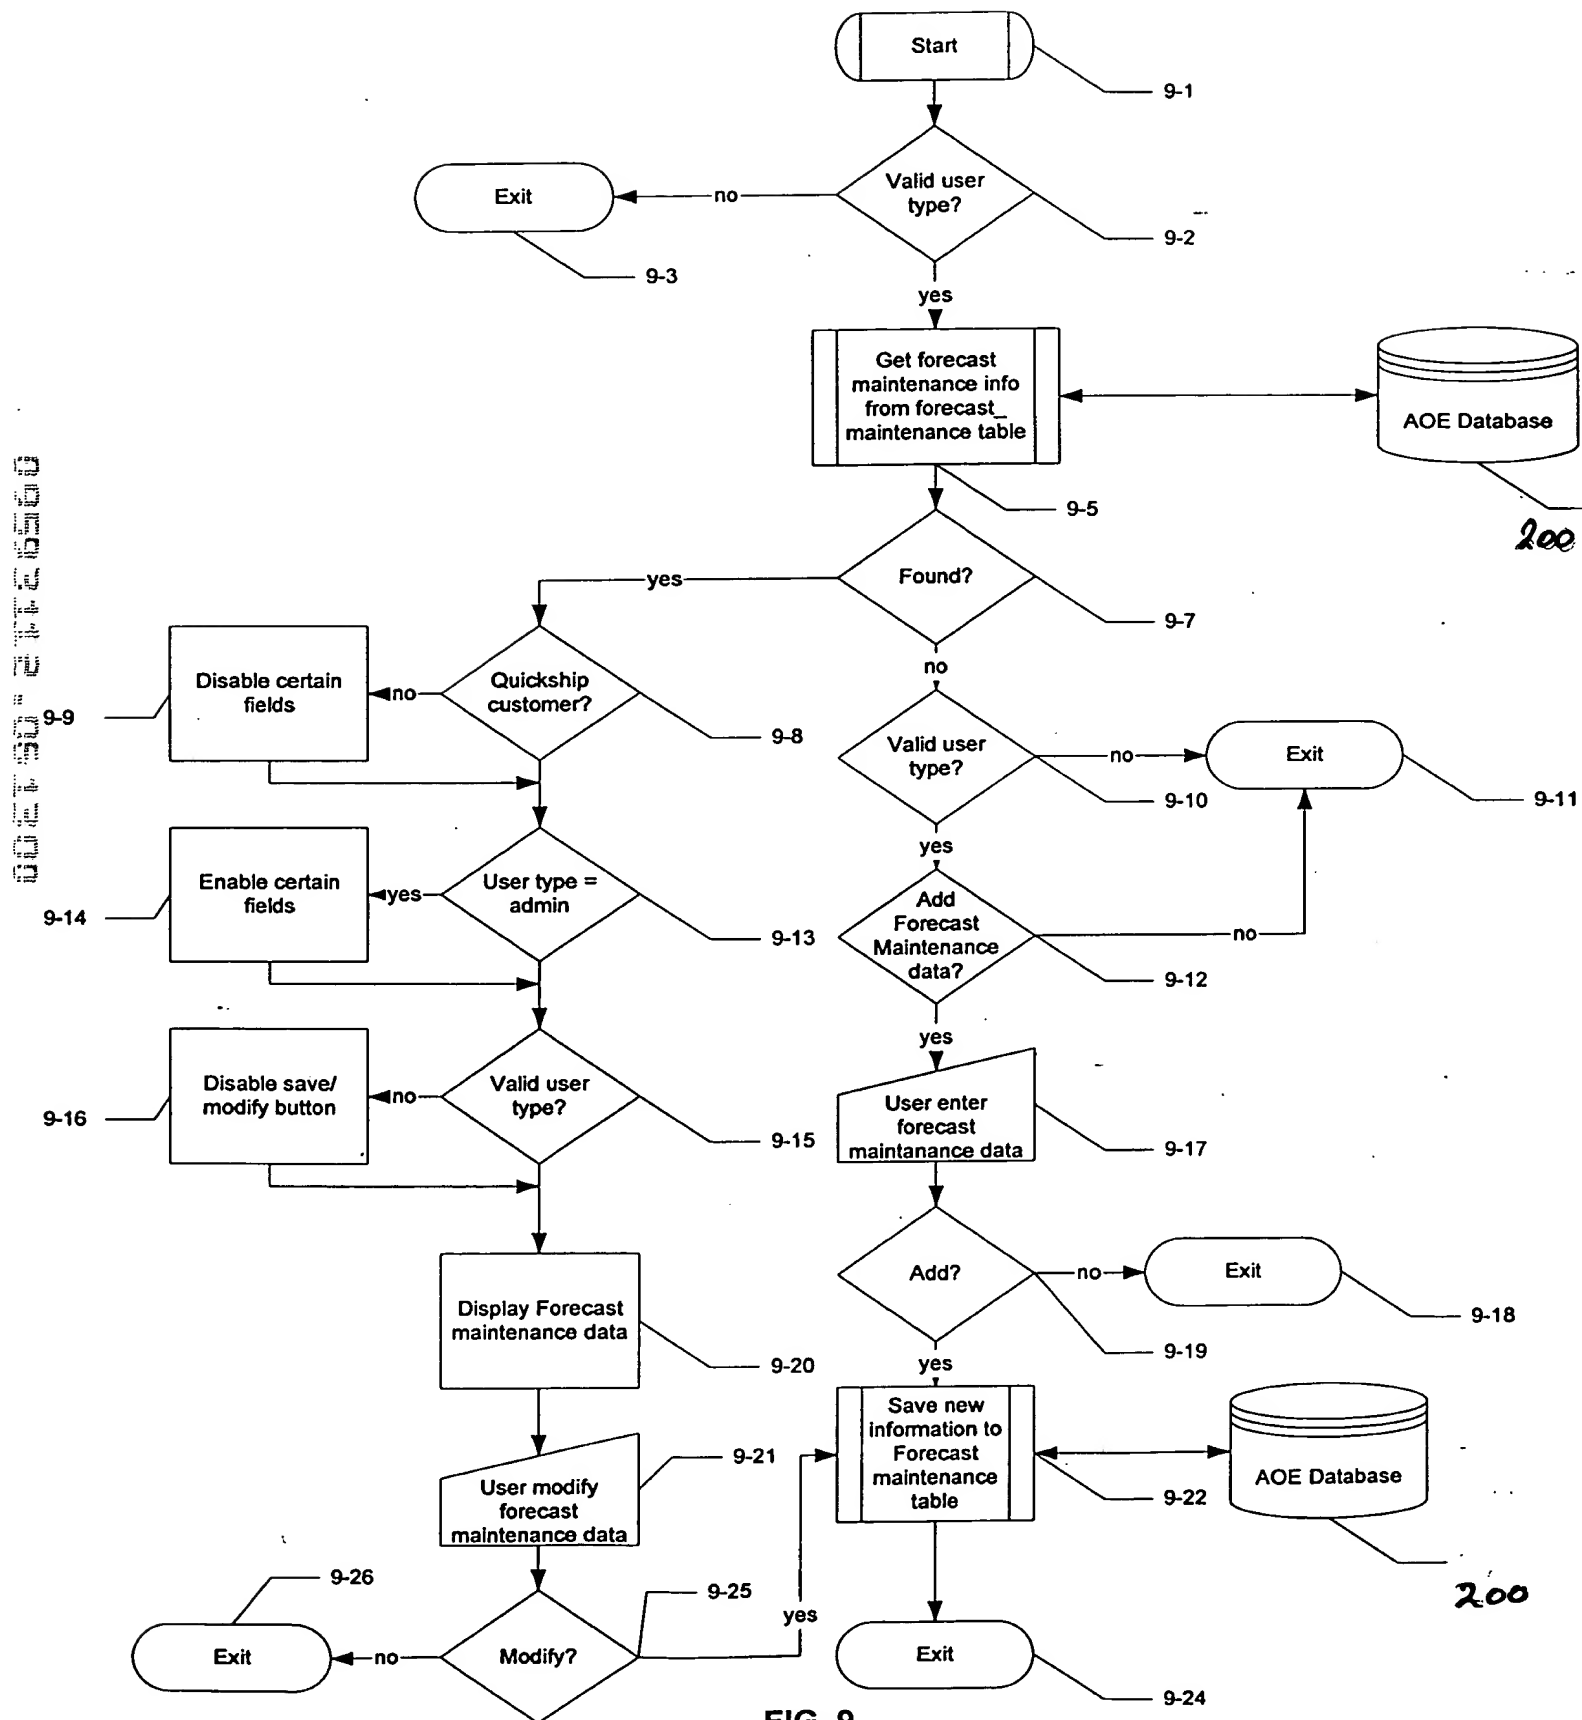 Start
9-1
Valid user
type?
no
Exit
9-2
9-3
yes
Get forecast
maintenance info
from forecast_
maintenance table
AOE Database
9-5
200
Found?
yes
9-7
no
Disable certain
fields
no
Quickship
customer?
9-9
9-8
Valid user
type?
no
Exit
9-10
9-11
yes
Enable certain
fields
yes
User type =
admin
9-14
9-13
Add
Forecast
Maintenance
data?
no
9-12
yes
Disable save/
modify button
no
Valid user
type?
9-16
9-15
User enter
forecast
maintanance data
9-17
Add?
no
Exit
9-18
9-19
yes
Display Forecast
maintenance data
9-20
Save new
information to
Forecast
maintenance
table
AOE Database
9-22
200
User modify
forecast
maintenance data
9-21
9-26
9-25
yes
Exit
no
Modify?
Exit
9-24